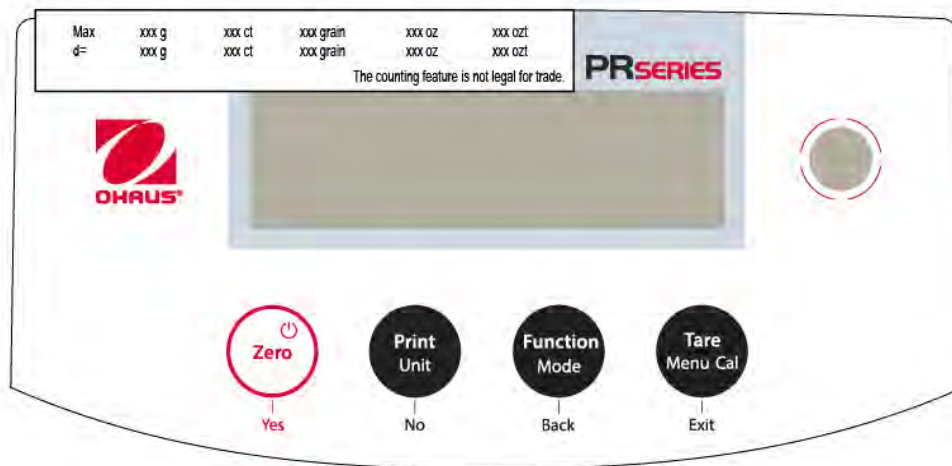 Max xxx g xxx ct xxx grain xxx oz xxx ozt
d= xxx g xxx ct xxx grain xxx oz xxx ozt
The counting feature is not legal for trade.
PRSERIES
OHAUS®
Zero
Print
Unit
Function
Mode
Tare
Menu Cal
Yes
No
Back
Exit